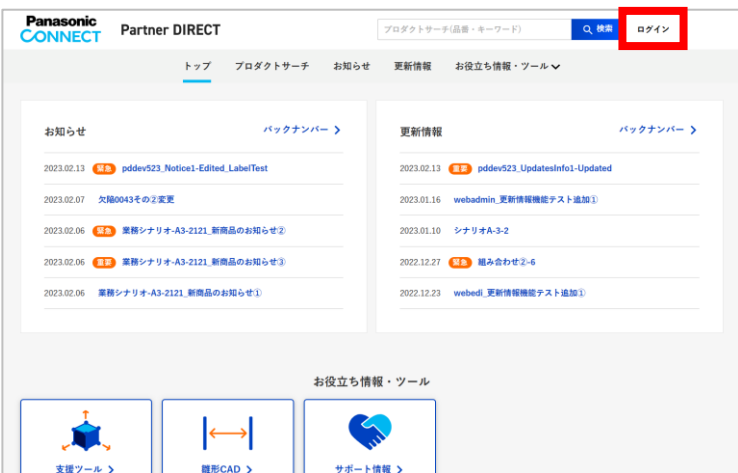 Panasonic
CONNECT
Partner DIRECT
プロダクトサーチ(品番・キーワード)
検索
ログイン
トップ プロダクトサーチ お知らせ 更新情報 お役立ち情報・ツール
お知らせ バックナンバー
2023.02.13 緊急 pddev523_Notice1-Edited_LabelTest
2023.02.07 欠陥0043その②変更
2023.02.06 緊急 業務シナリオ-A3-2121_新商品のお知らせ②
2023.02.06 重要 業務シナリオ-A3-2121_新商品のお知らせ③
2023.02.06 業務シナリオ-A3-2121_新商品のお知らせ①
更新情報 バックナンバー
2023.02.13 重要 pddev523_UpdatesInfo1-Updated
2023.01.16 webadmin_更新情報機能テスト追加①
2023.01.10 シナリオA-3-2
2022.12.27 緊急 組み合わせ②-6
2022.12.23 webedi_更新情報機能テスト追加①
お役立ち情報・ツール
支援ツール
雛形CAD
サポート情報